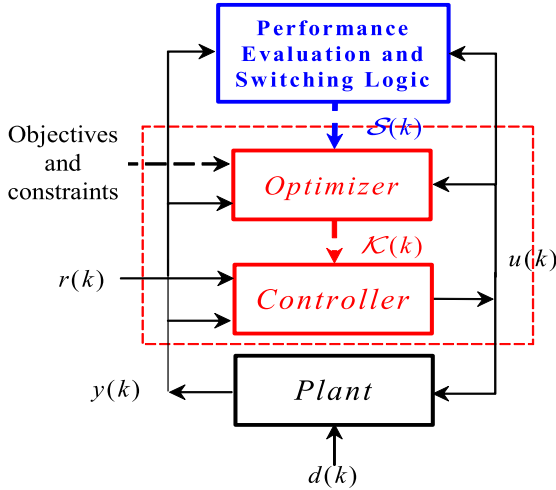 Performance
Evaluation and
Switching Logic
𝒮(k)
Objectives
and
constraints
Optimizer
𝒦(k)
r(k)
u(k)
Controller
y(k)
Plant
d(k)